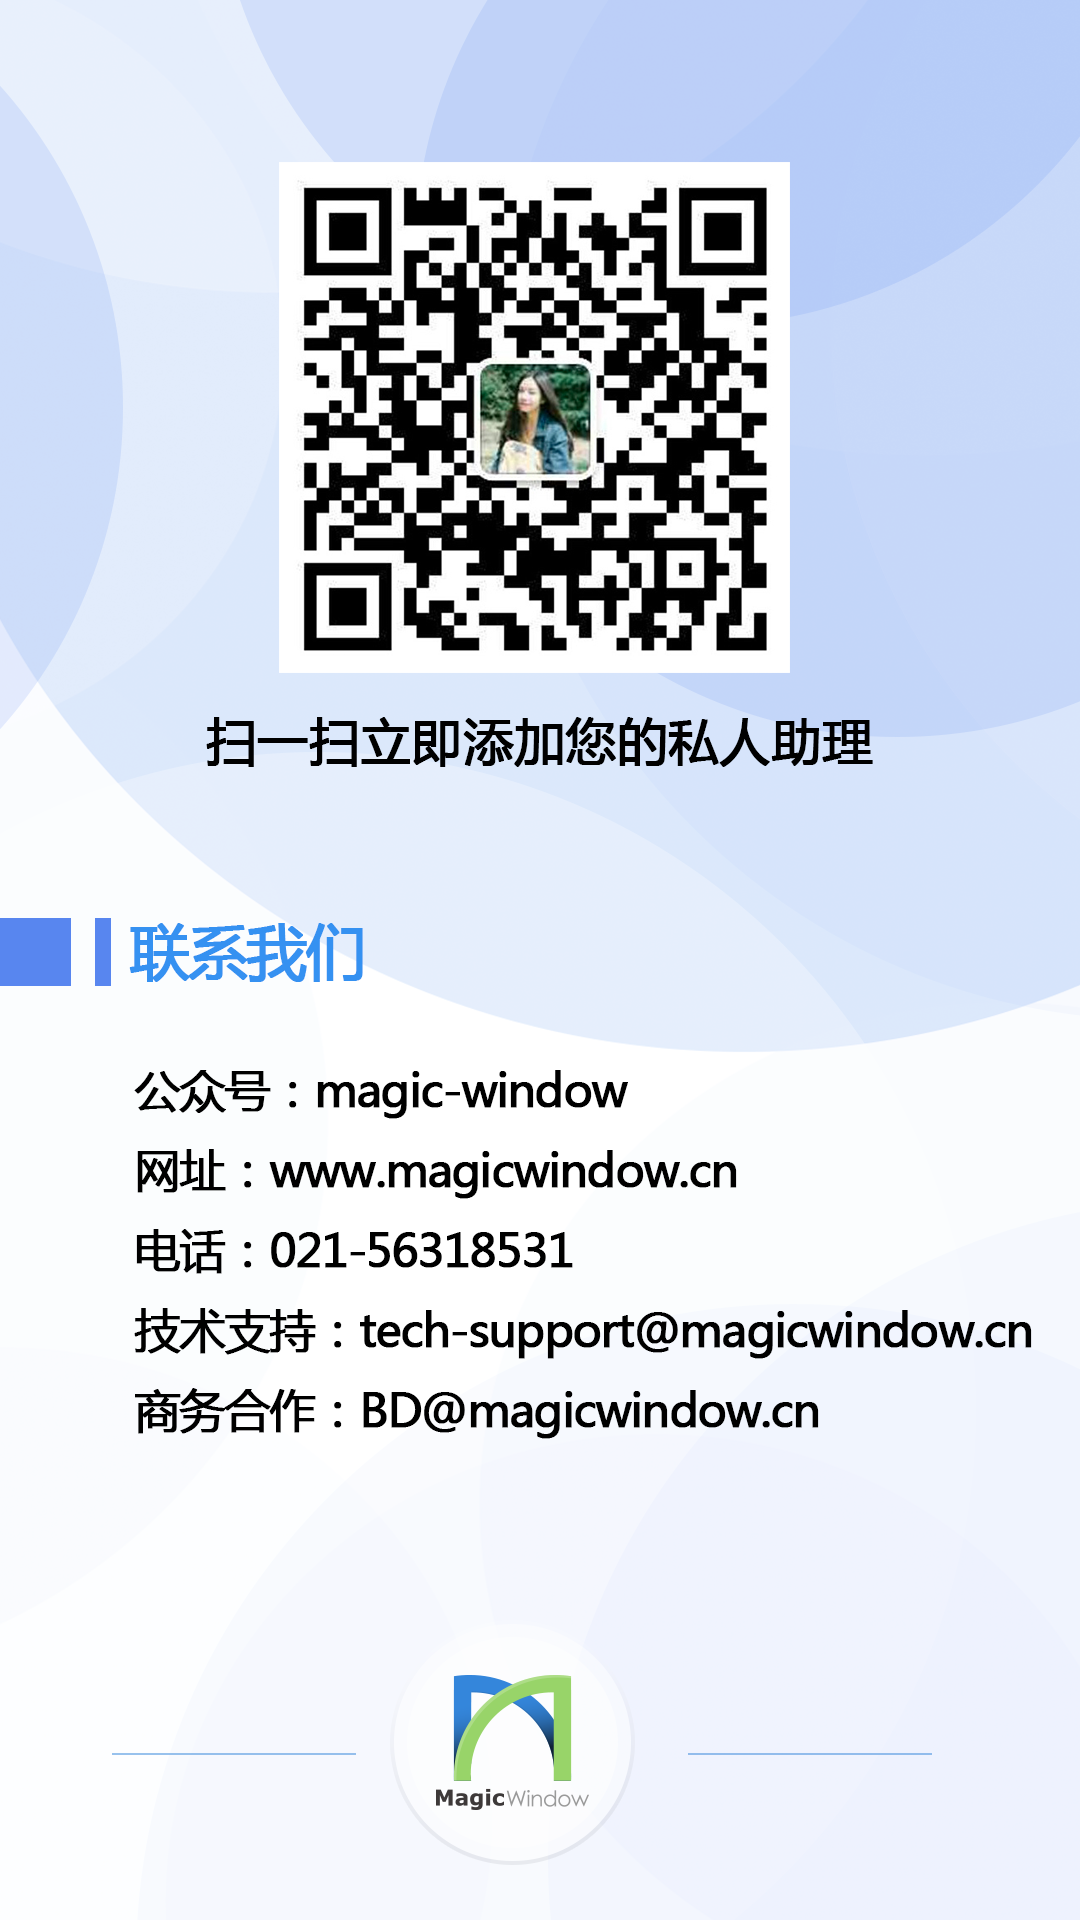 扫一扫立即添加您的私人助理
联系我们
公众号：magic-window
网址：www.magicwindow.cn
电话：021-56318531
技术支持：tech-support@magicwindow.cn
商务合作：BD@magicwindow.cn
MagicWindow